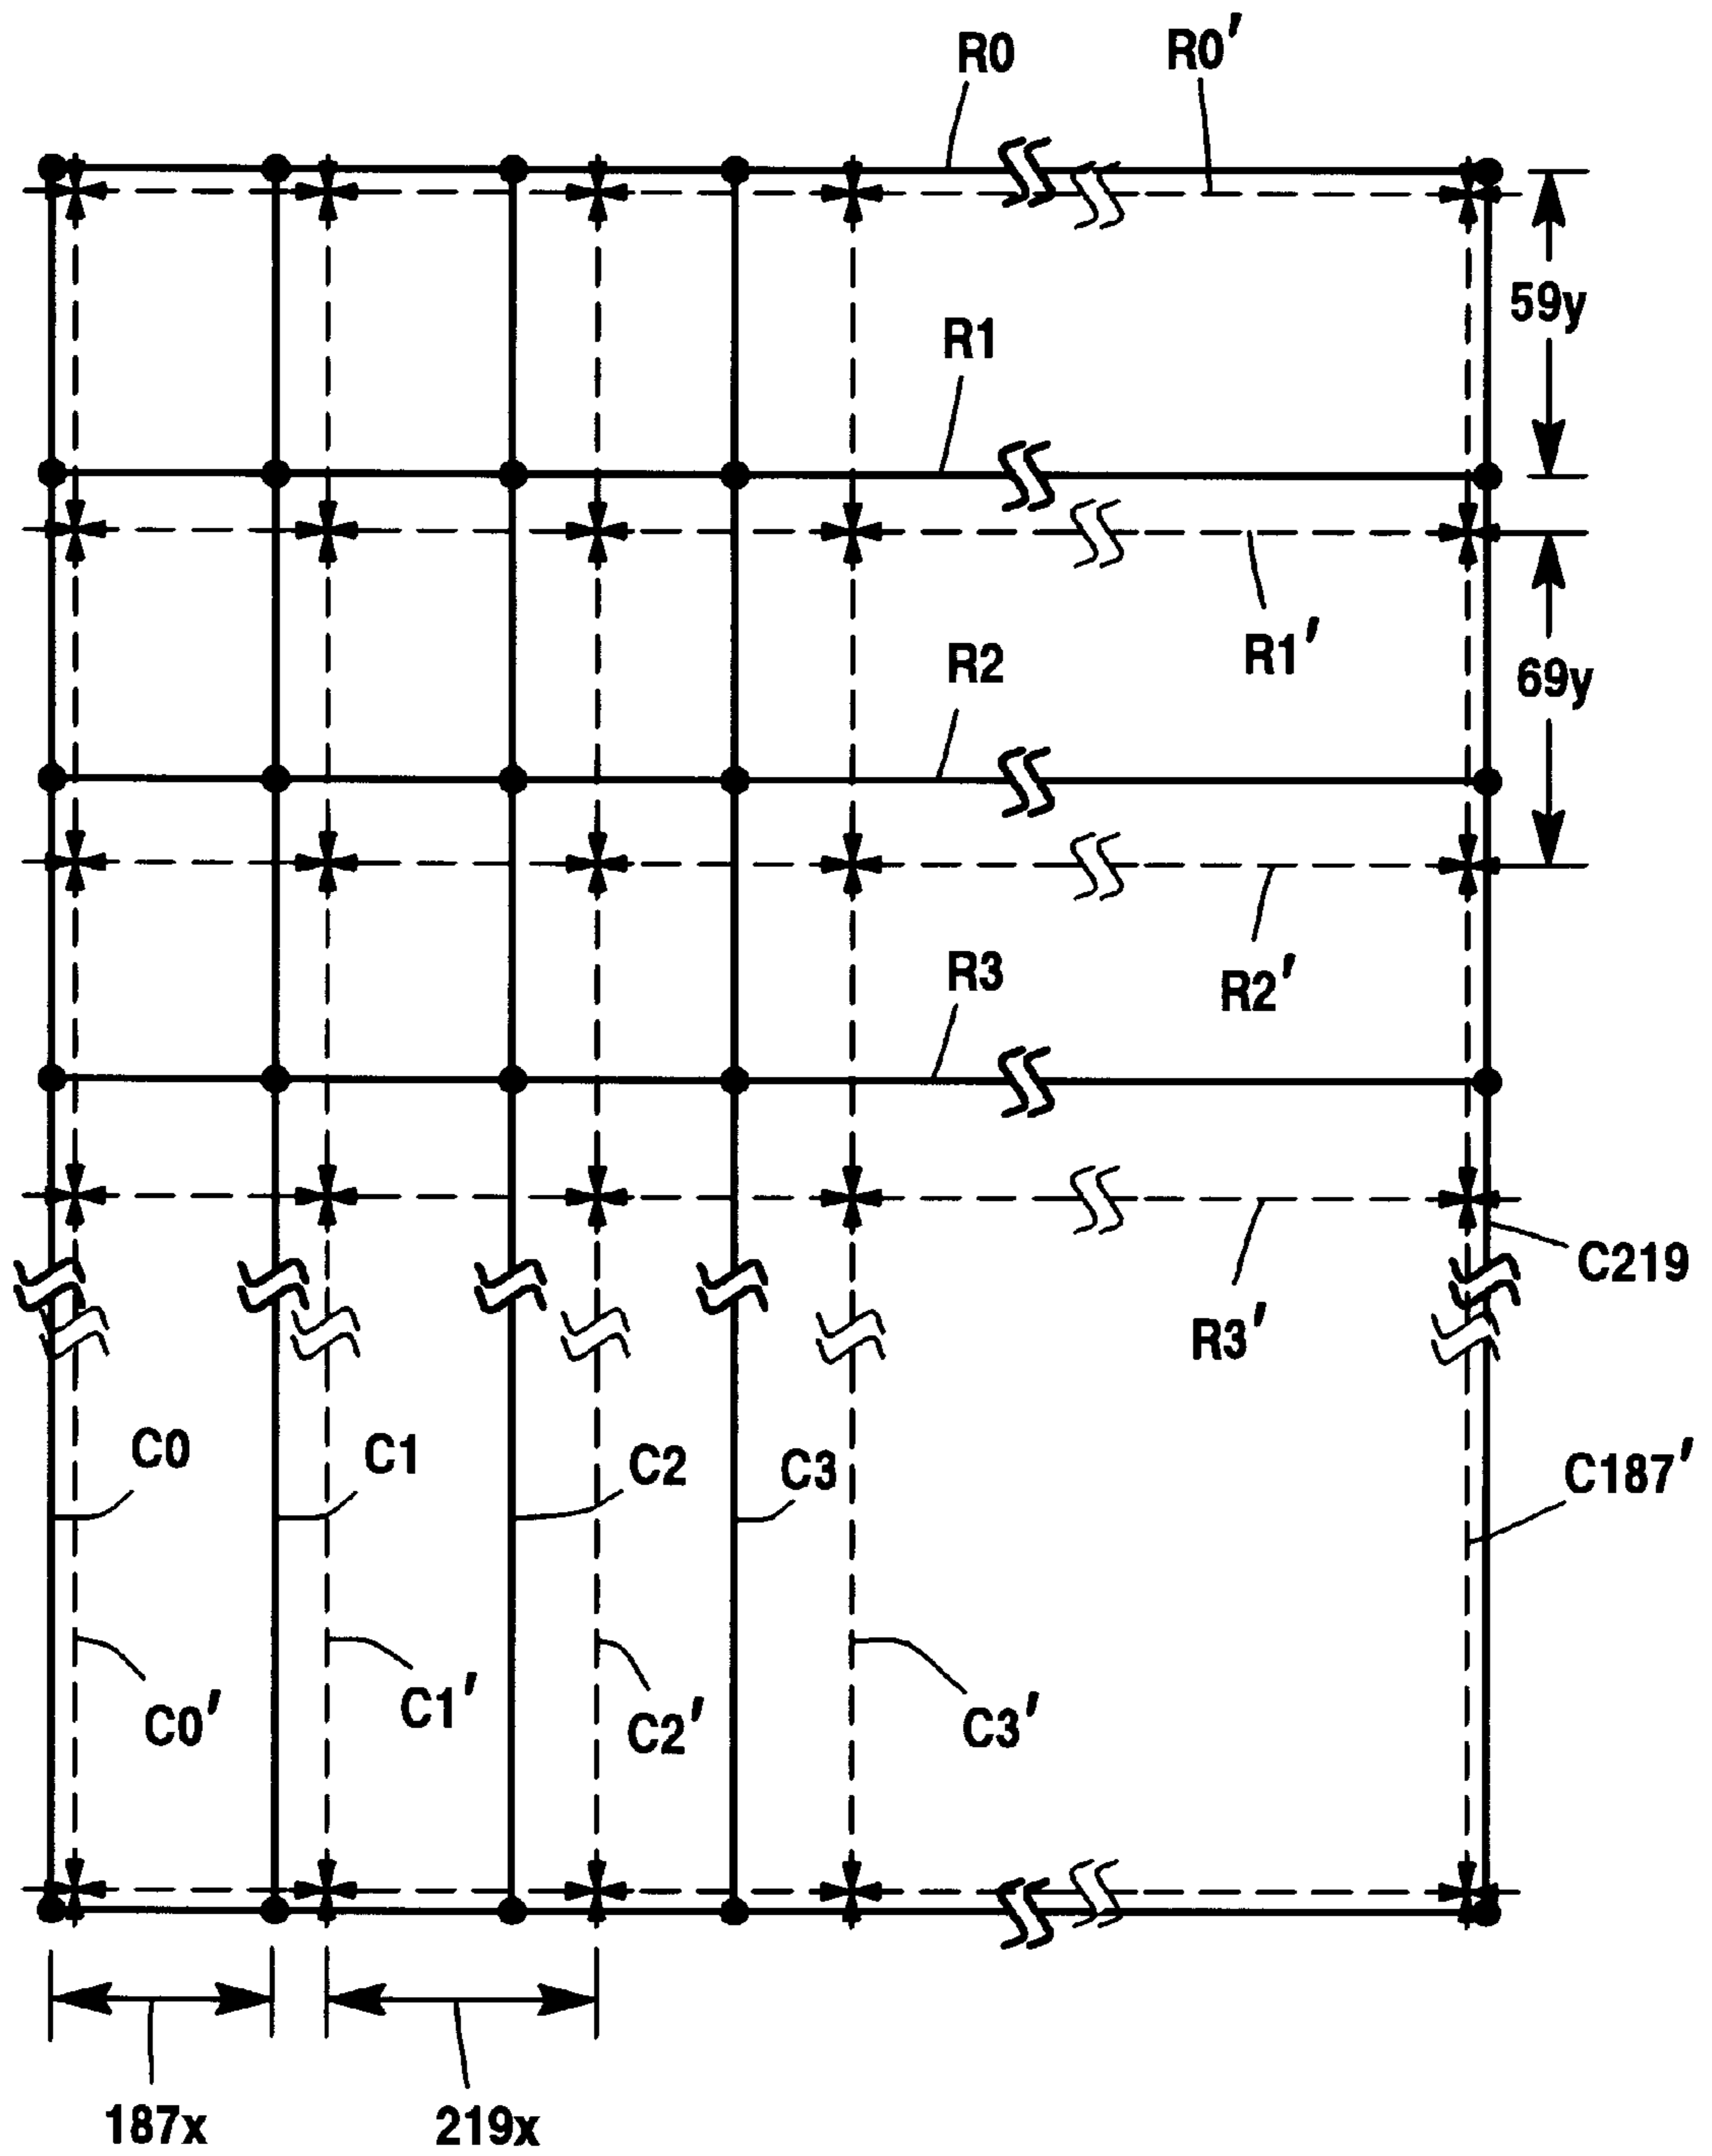 R0
R0'
59y
R1
R1'
R2
69y
R2'
R3
C219
R3'
C0
C1
C2
C3
C187'
C0'
C1'
C2'
C3'
187x
219x